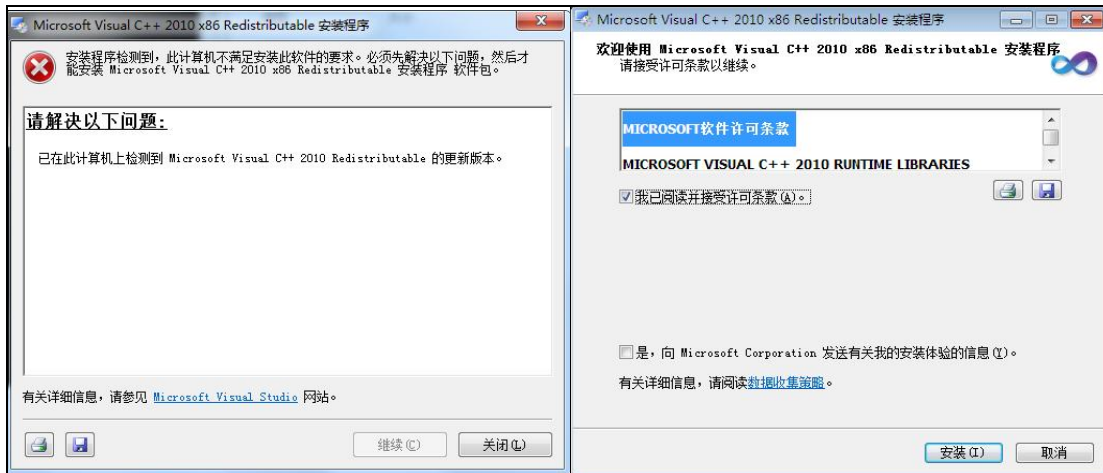 Microsoft Visual C++ 2010 x86 Redistributable 安装程序
安装程序检测到，此计算机不满足安装此软件的要求。必须先解决以下问题，然后才
能安装 Microsoft Visual C++ 2010 x86 Redistributable 安装程序 软件包。
请解决以下问题:
已在此计算机上检测到 Microsoft Visual C++ 2010 Redistributable 的更新版本。
有关详细信息，请参见 Microsoft Visual Studio 网站。
继续(C)
关闭(L)
Microsoft Visual C++ 2010 x86 Redistributable 安装程序
欢迎使用 Microsoft Visual C++ 2010 x86 Redistributable 安装程序
请接受许可条款以继续。
MICROSOFT软件许可条款
MICROSOFT VISUAL C++ 2010 RUNTIME LIBRARIES
我已阅读并接受许可条款(A)。
是，向 Microsoft Corporation 发送有关我的安装体验的信息(Y)。
有关详细信息，请阅读数据收集策略。
安装(I)
取消